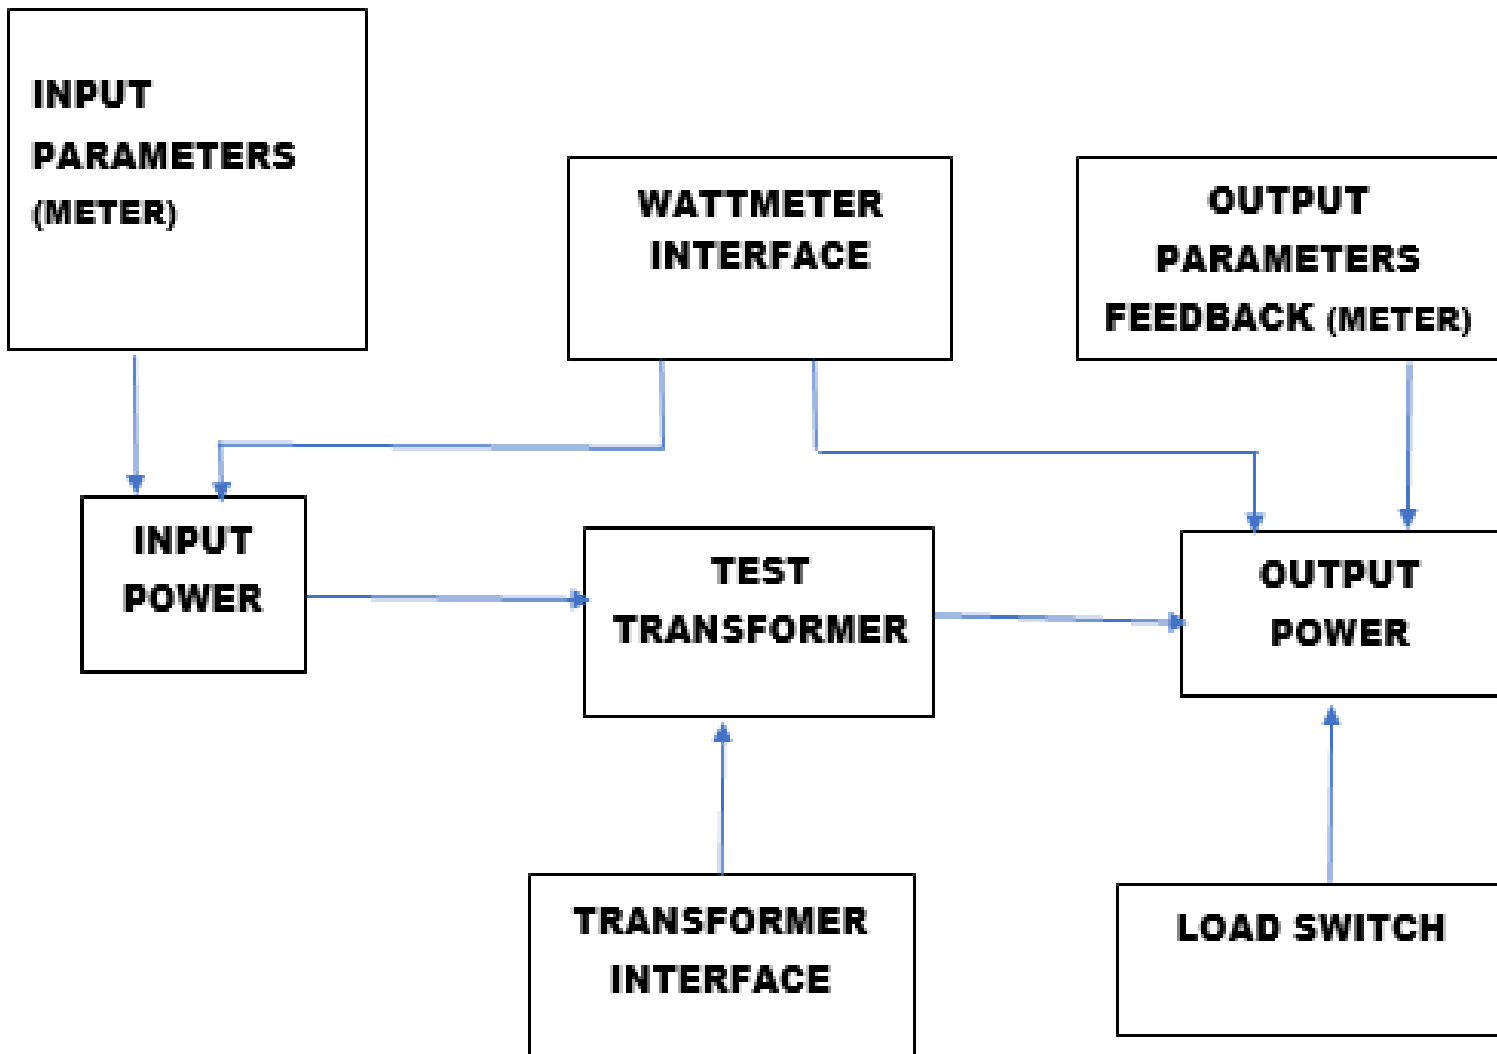 INPUT
PARAMETERS
(METER)
WATTMETER
INTERFACE
OUTPUT
PARAMETERS
FEEDBACK (METER)
INPUT
POWER
TEST
TRANSFORMER
OUTPUT
POWER
TRANSFORMER
INTERFACE
LOAD SWITCH